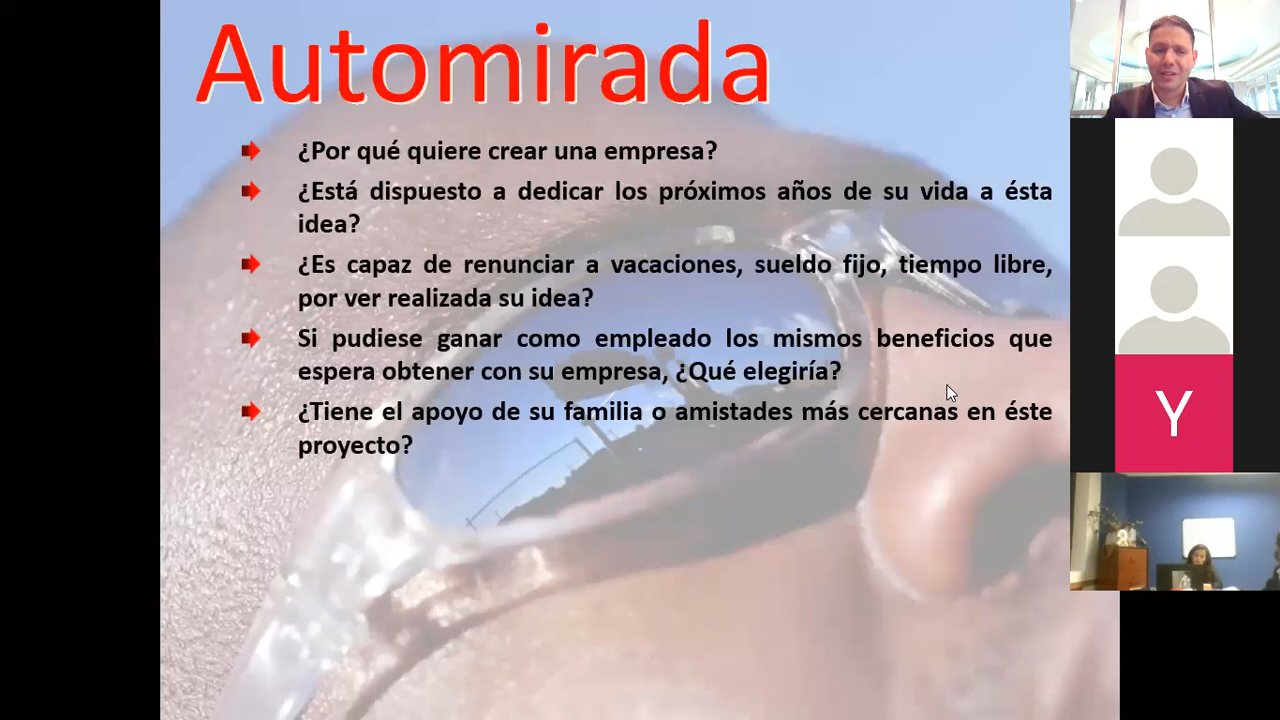 Automirada
¿Por qué quiere crear una empresa?
¿Está dispuesto a dedicar los próximos años de su vida a ésta
idea?
¿Es capaz de renunciar a vacaciones, sueldo fijo, tiempo libre,
por ver realizada su idea?
Si pudiese ganar como empleado los mismos beneficios que
espera obtener con su empresa, ¿Qué elegiría?
¿Tiene el apoyo de su familia o amistades más cercanas en éste
proyecto?
Y